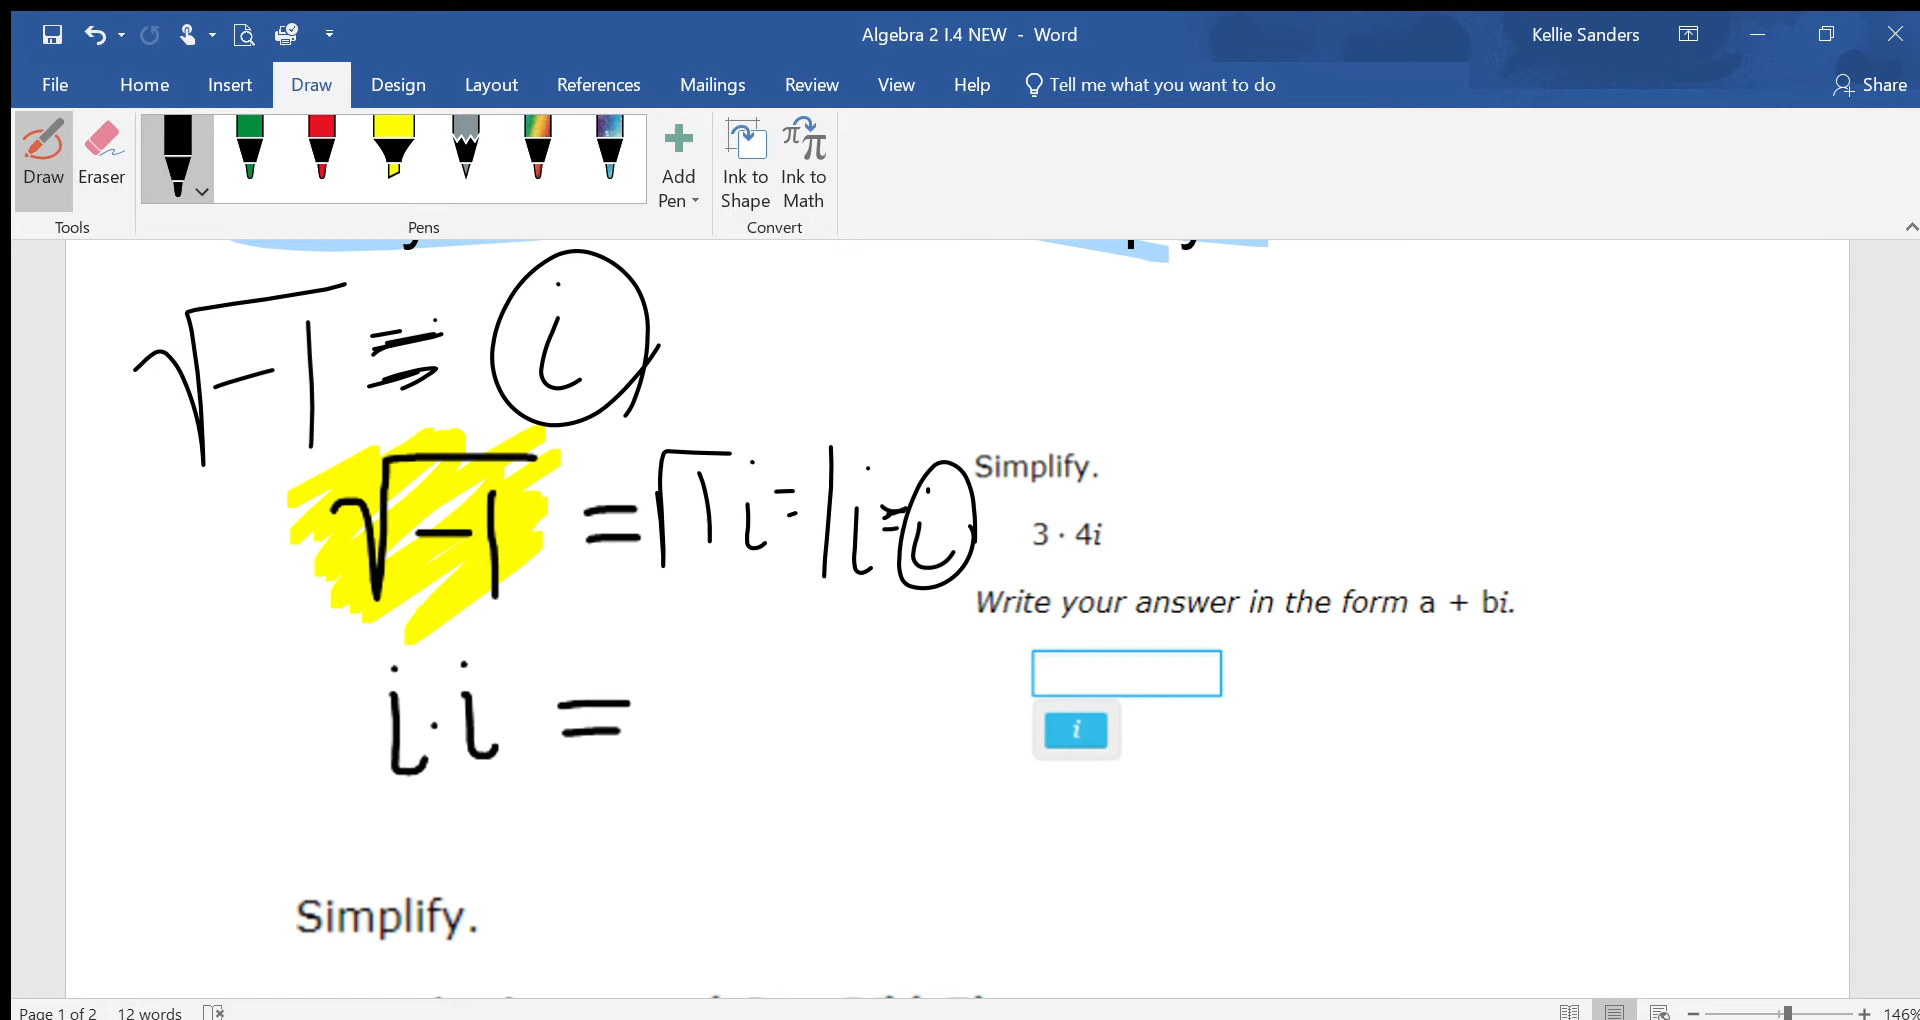 Algebra 2 I.4 NEW - Word
Kellie Sanders
File Home Insert Draw Design Layout References Mailings Review View Help Tell me what you want to do Share
Draw Eraser Add Pen Ink to Shape Ink to Math
Tools Pens Convert
√-1 = i
√-1 = √1 i = 1i = i
i · i =
Simplify.
3 · 4i
Write your answer in the form a + bi.
i
Simplify.
Page 1 of 2 12 words 146%